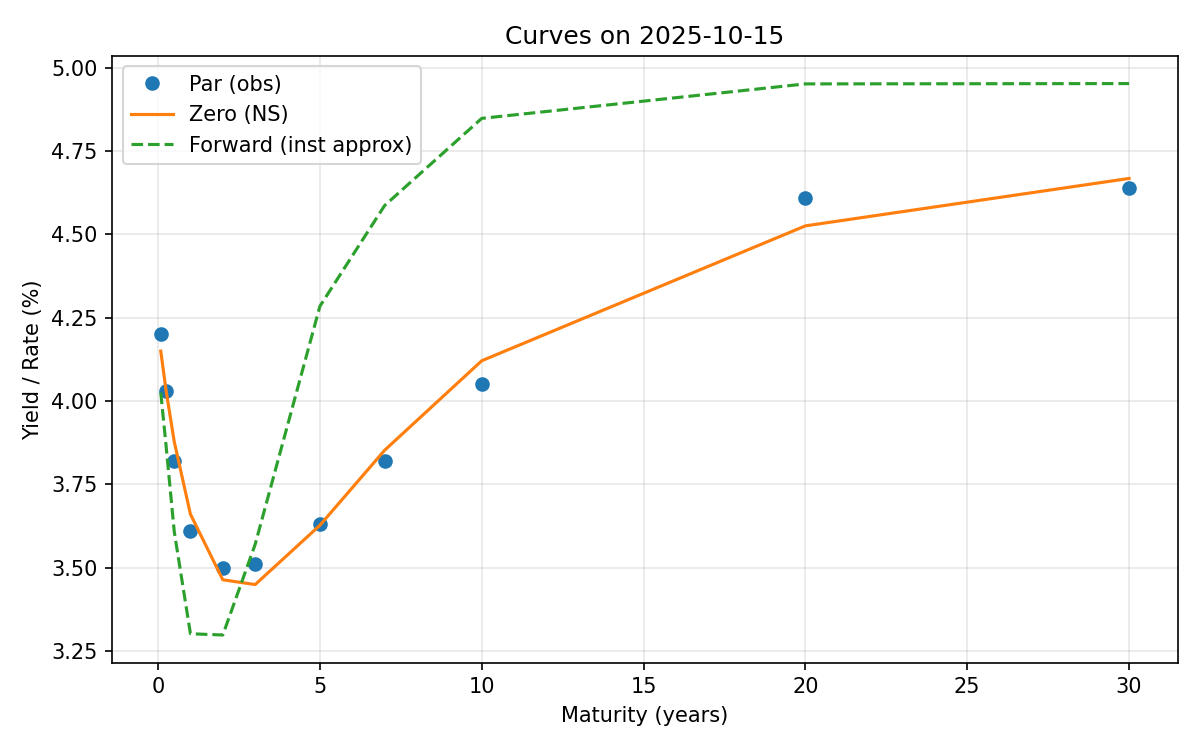 Curves on 2025-10-15
Par (obs)
Zero (NS)
Forward (inst approx)
Yield / Rate (%)
5.00
4.75
4.50
4.25
4.00
3.75
3.50
3.25
0 5 10 15 20 25 30
Maturity (years)